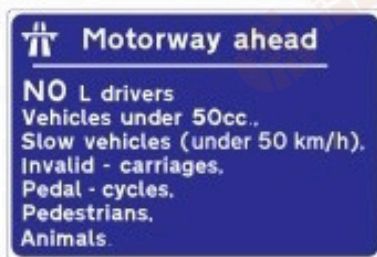 Motorway ahead
NO L drivers
Vehicles under 50cc.,
Slow vehicles (under 50 km/h),
Invalid - carriages,
Pedal - cycles,
Pedestrians,
Animals.